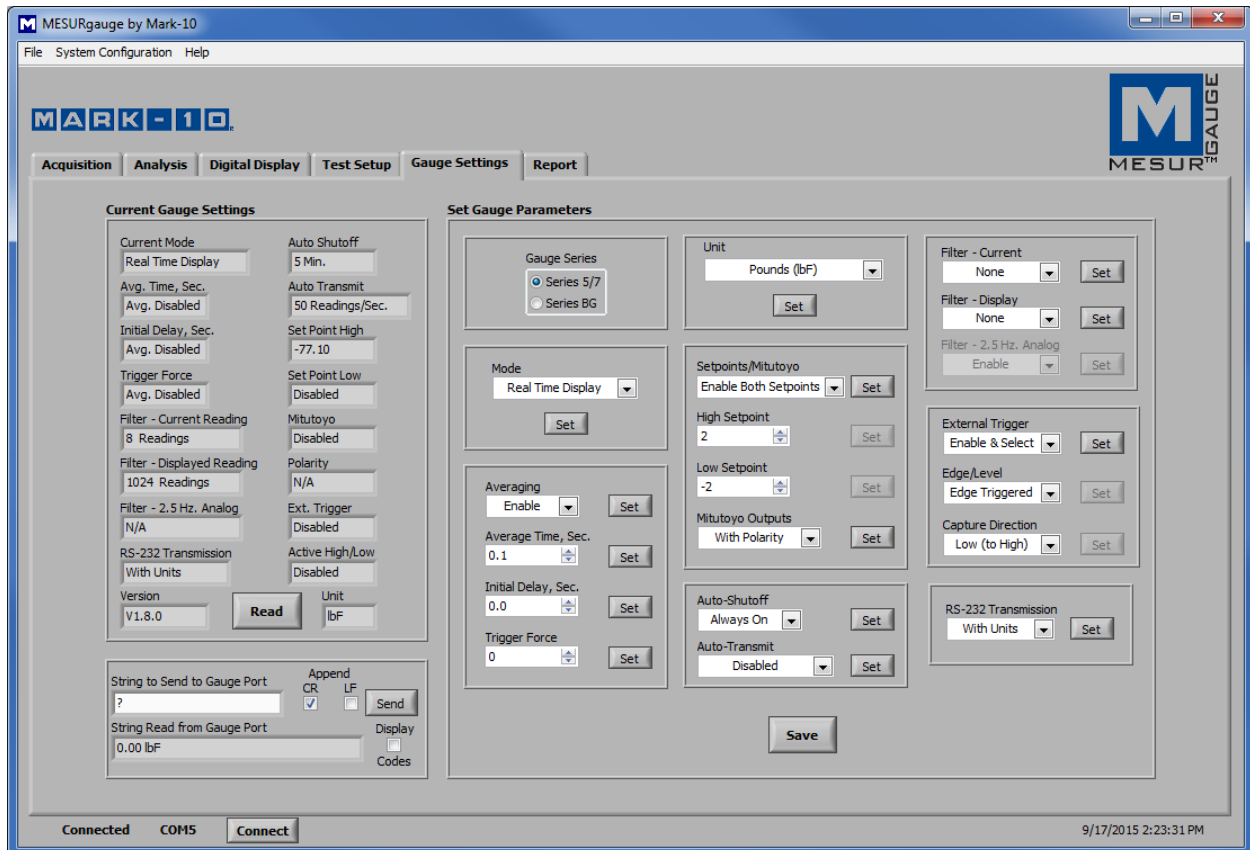 MESURgauge by Mark-10
File System Configuration Help
MARK-10
M
MESUR™ GAUGE
Acquisition Analysis Digital Display Test Setup Gauge Settings Report
Current Gauge Settings
Current Mode Auto Shutoff
Real Time Display 5 Min.
Avg. Time, Sec. Auto Transmit
Avg. Disabled 50 Readings/Sec.
Initial Delay, Sec. Set Point High
Avg. Disabled -77.10
Trigger Force Set Point Low
Avg. Disabled Disabled
Filter - Current Reading Mitutoyo
8 Readings Disabled
Filter - Displayed Reading Polarity
1024 Readings N/A
Filter - 2.5 Hz. Analog Ext. Trigger
N/A Disabled
RS-232 Transmission Active High/Low
With Units Disabled
Version Unit
V1.8.0 Read lbF
String to Send to Gauge Port Append
CR LF
? Send
String Read from Gauge Port Display
0.00 lbF
Codes
Set Gauge Parameters
Gauge Series
Series 5/7
Series BG
Mode
Real Time Display
Set
Averaging
Enable Set
Average Time, Sec.
0.1 Set
Initial Delay, Sec.
0.0 Set
Trigger Force
0 Set
Unit
Pounds (lbF)
Set
Setpoints/Mitutoyo
Enable Both Setpoints Set
High Setpoint
2 Set
Low Setpoint
-2 Set
Mitutoyo Outputs
With Polarity Set
Auto-Shutoff
Always On Set
Auto-Transmit
Disabled Set
Filter - Current
None Set
Filter - Display
None Set
Filter - 2.5 Hz. Analog
Enable Set
External Trigger
Enable & Select Set
Edge/Level
Edge Triggered Set
Capture Direction
Low (to High) Set
RS-232 Transmission
With Units Set
Save
Connected COM5 Connect 9/17/2015 2:23:31 PM